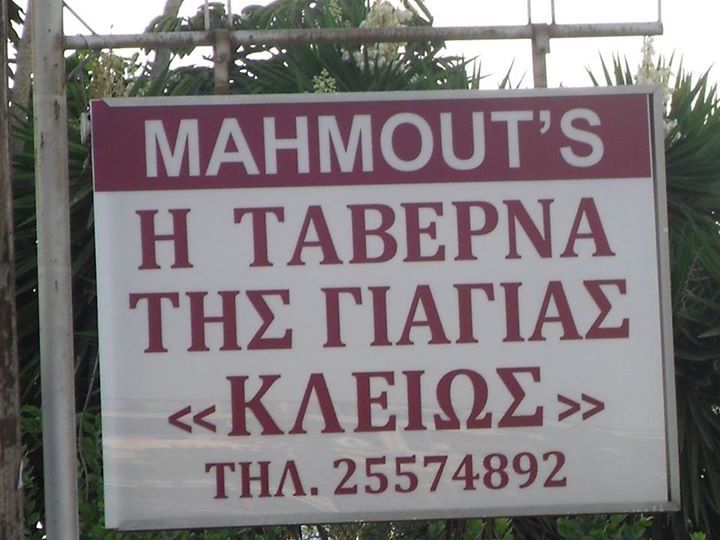 MAHMOUT'S
Η ΤΑΒΕΡΝΑ
ΤΗΣ ΓΙΑΓΙΑΣ
«ΚΛΕΙΩΣ»
ΤΗΛ. 25574892